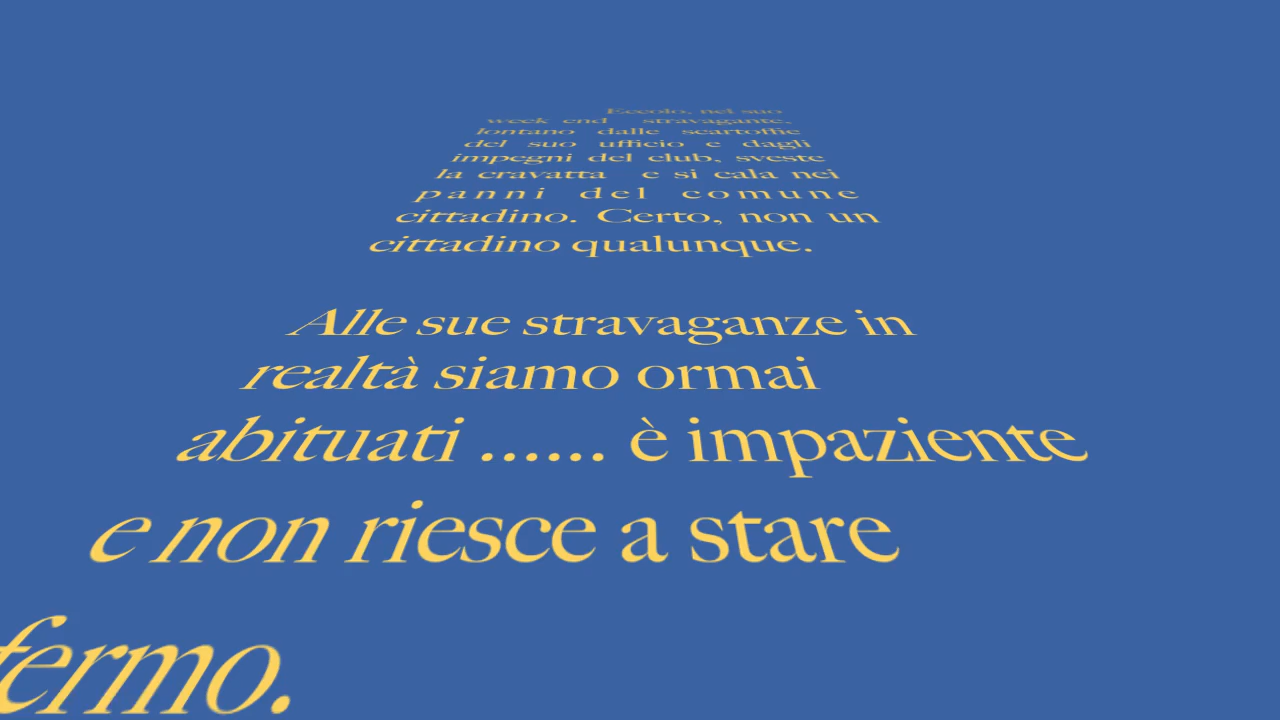 Eccolo, nel suo
week end stravagante,
lontano dalle scartoffie
del suo ufficio e dagli
impegni del club, sveste
la cravatta e si cala nei
panni del comune
cittadino. Certo, non un
cittadino qualunque.
Alle sue stravaganze in
realtà siamo ormai
abituati ...... è impaziente
e non riesce a stare
fermo.